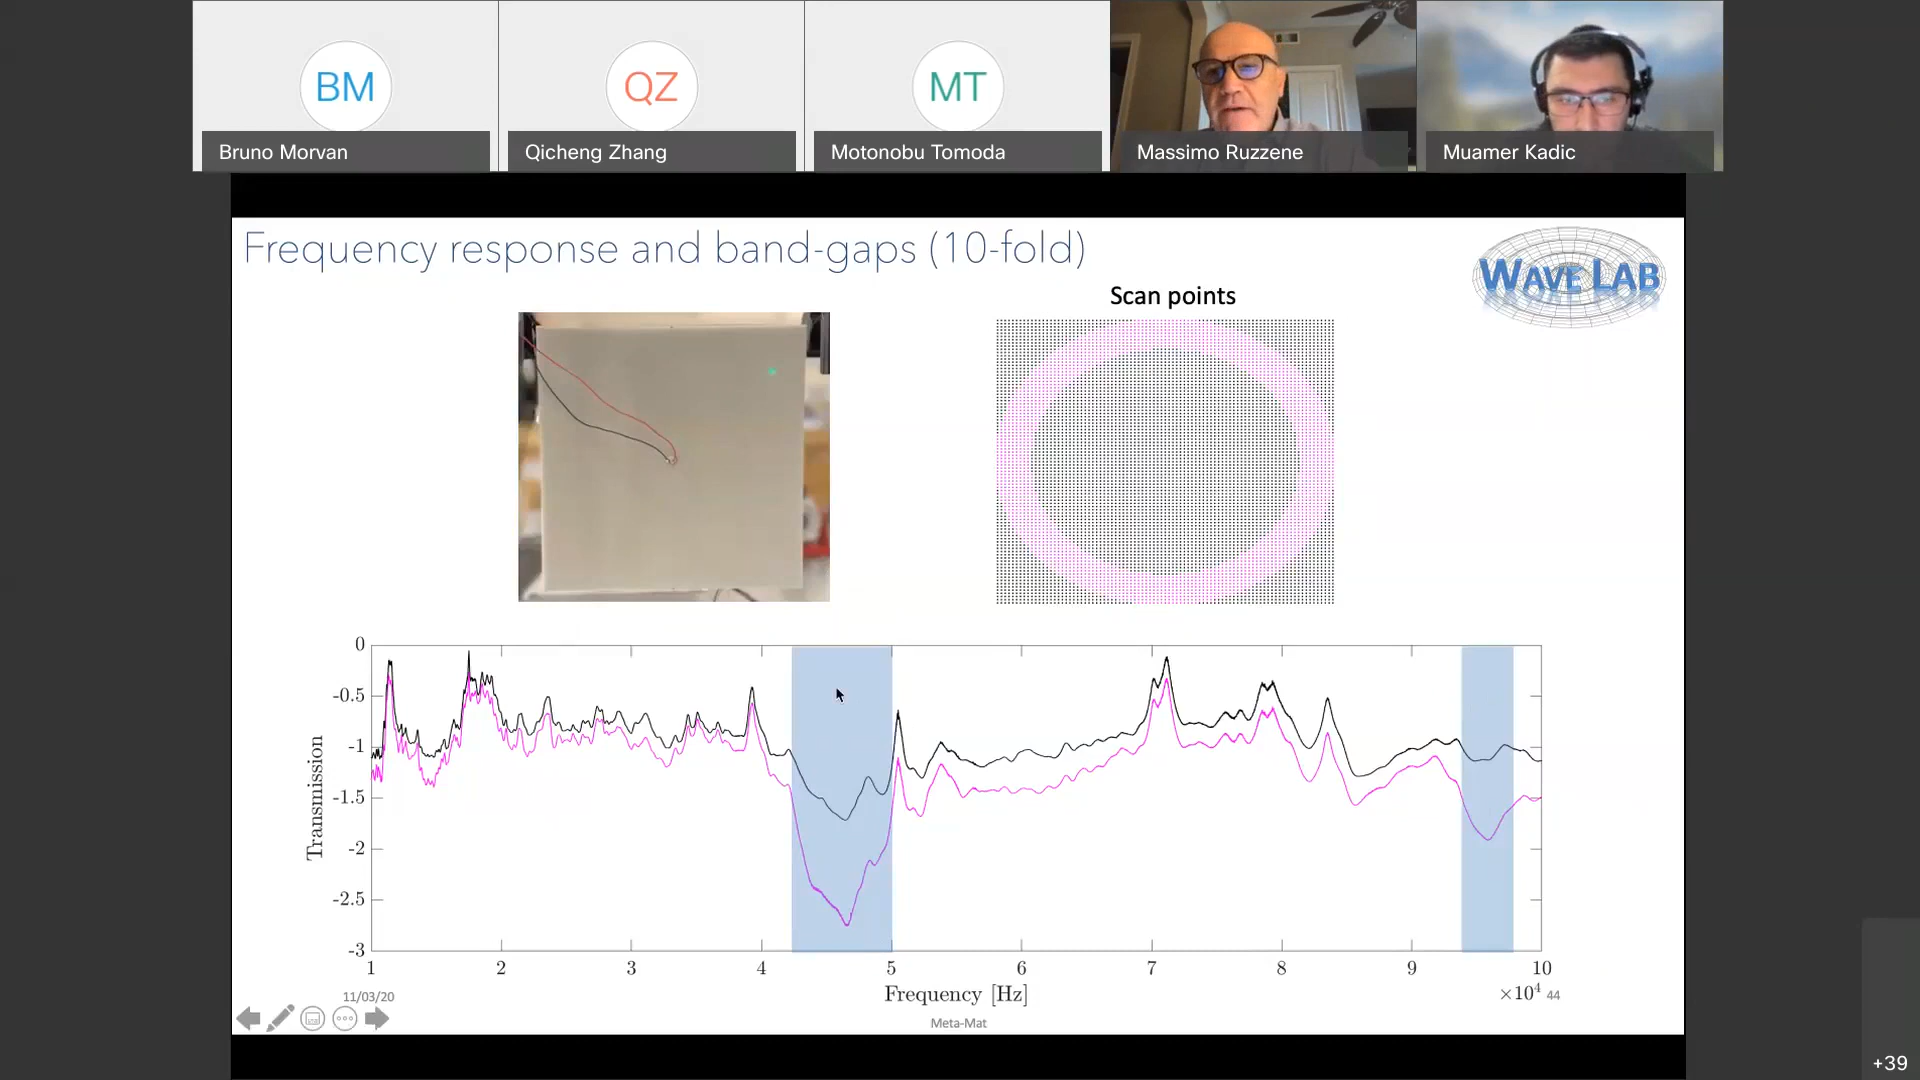 BM
QZ
MT
Bruno Morvan
Qicheng Zhang
Motonobu Tomoda
Massimo Ruzzene
Muamer Kadic
Frequency response and band-gaps (10-fold)
WAVE LAB
Scan points
0
-0.5
-1
-1.5
-2
-2.5
-3
Transmission
1
2
3
4
5
6
7
8
9
10
Frequency [Hz]
×10⁴
11/03/20
44
Meta-Mat
+39